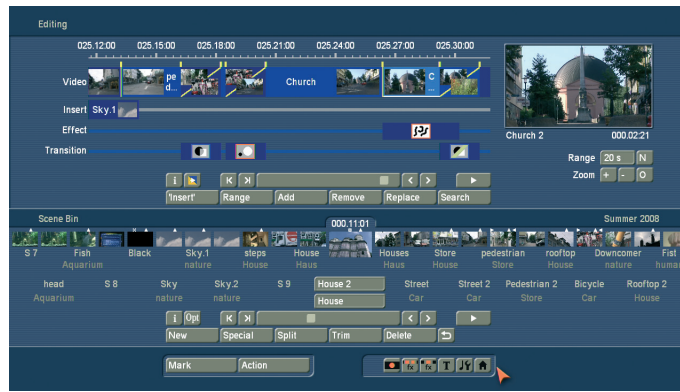 Editing
025.12:00 025.15:00 025.18:00 025.21:00 025.24:00 025.27:00 025.30:00
Video pe d... Church C ...
Insert Sky.1
Effect
Transition
Church 2 000.02:21
Range 20 s N
Zoom + - O
i
'Insert' Range Add Remove Replace Search
Scene Bin 000.11:01 Summer 2008
S 7 Fish Black Sky.1 steps House Houses Store pedestrian rooftop Downcomer Fist
Aquarium nature House Haus Haus House Store House nature human
head S 8 Sky Sky.2 S 9 House 2 Street Street 2 Pedestrian 2 Bicycle Rooftop 2
Aquarium nature nature House Car Car Store Car House
i Opt
New Special Split Trim Delete
Mark Action
fx fx T